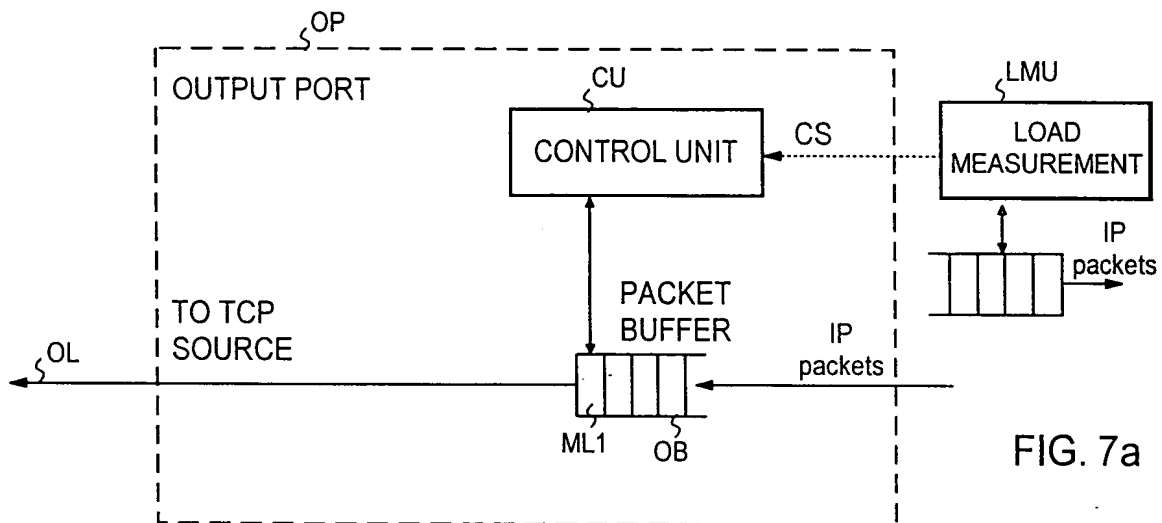 OP
OUTPUT PORT
CU
CONTROL UNIT
CS
LMU
LOAD
MEASUREMENT
IP
packets
TO TCP
SOURCE
PACKET
BUFFER
IP
packets
OL
ML1
OB
FIG. 7a